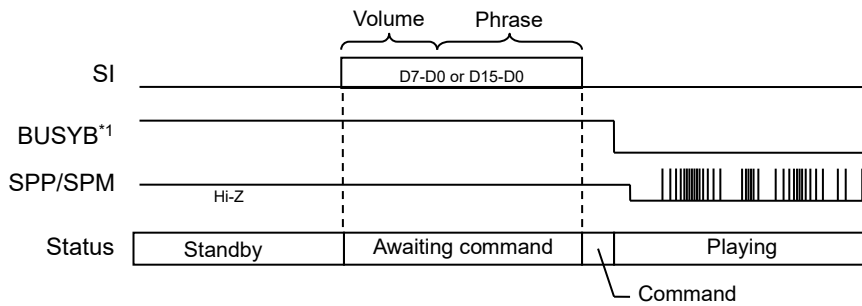 Volume Phrase
SI
D7-D0 or D15-D0
BUSYB*1
SPP/SPM
Hi-Z
Status Standby Awaiting command Playing
Command